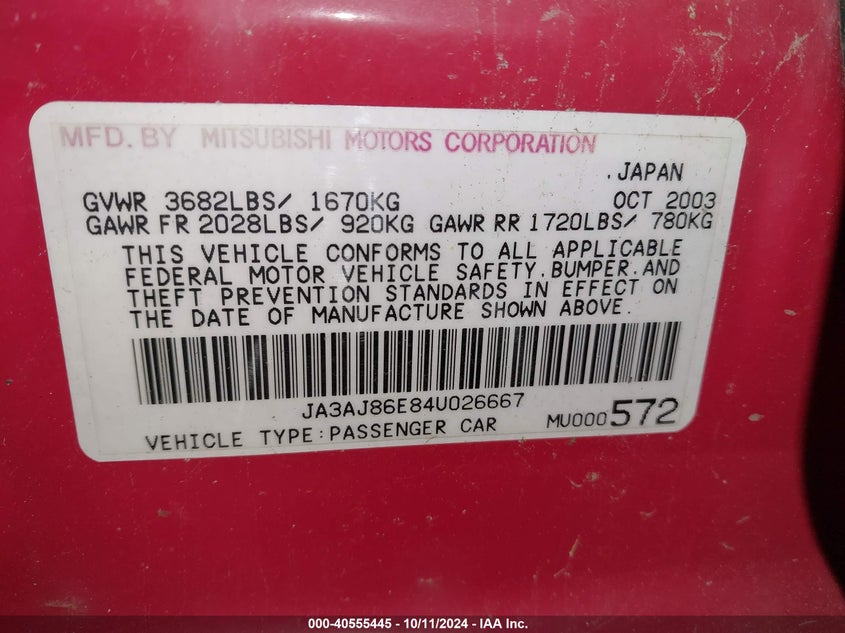 MFD. BY MITSUBISHI MOTORS CORPORATION
.JAPAN
GVWR 3682LBS/ 1670KG OCT 2003
GAWR FR 2028LBS/ 920KG GAWR RR 1720LBS/ 780KG
THIS VEHICLE CONFORMS TO ALL APPLICABLE
FEDERAL MOTOR VEHICLE SAFETY.BUMPER.AND
THEFT PREVENTION STANDARDS IN EFFECT ON
THE DATE OF MANUFACTURE SHOWN ABOVE.
JA3AJ86E84U026667
VEHICLE TYPE:PASSENGER CAR MU000572
000-40555445 - 10/11/2024 - IAA Inc.